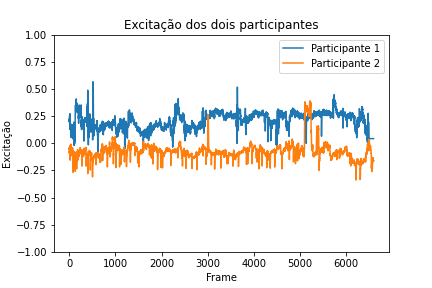 Excitação dos dois participantes
1.00
0.75
0.50
0.25
0.00
−0.25
−0.50
−0.75
−1.00
Excitação
Participante 1
Participante 2
0 1000 2000 3000 4000 5000 6000
Frame